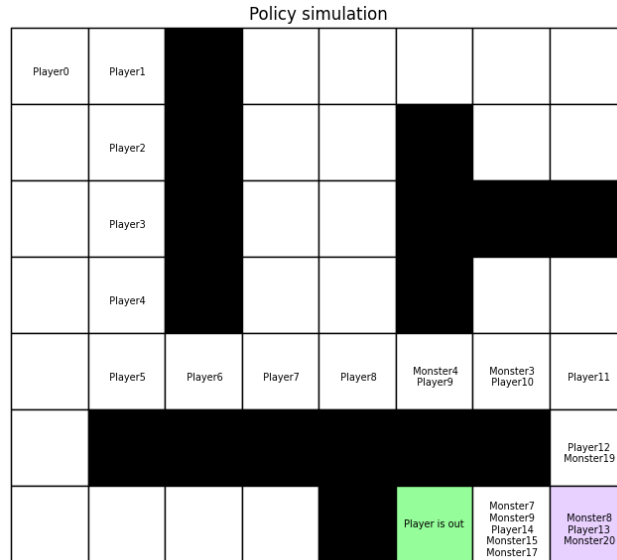 Policy simulation
Player0
Player1
Player2
Player3
Player4
Player5
Player6
Player7
Player8
Monster4
Player9
Monster3
Player10
Player11
Player12
Monster19
Player is out
Monster7
Monster9
Player14
Monster15
Monster17
Monster8
Player13
Monster20